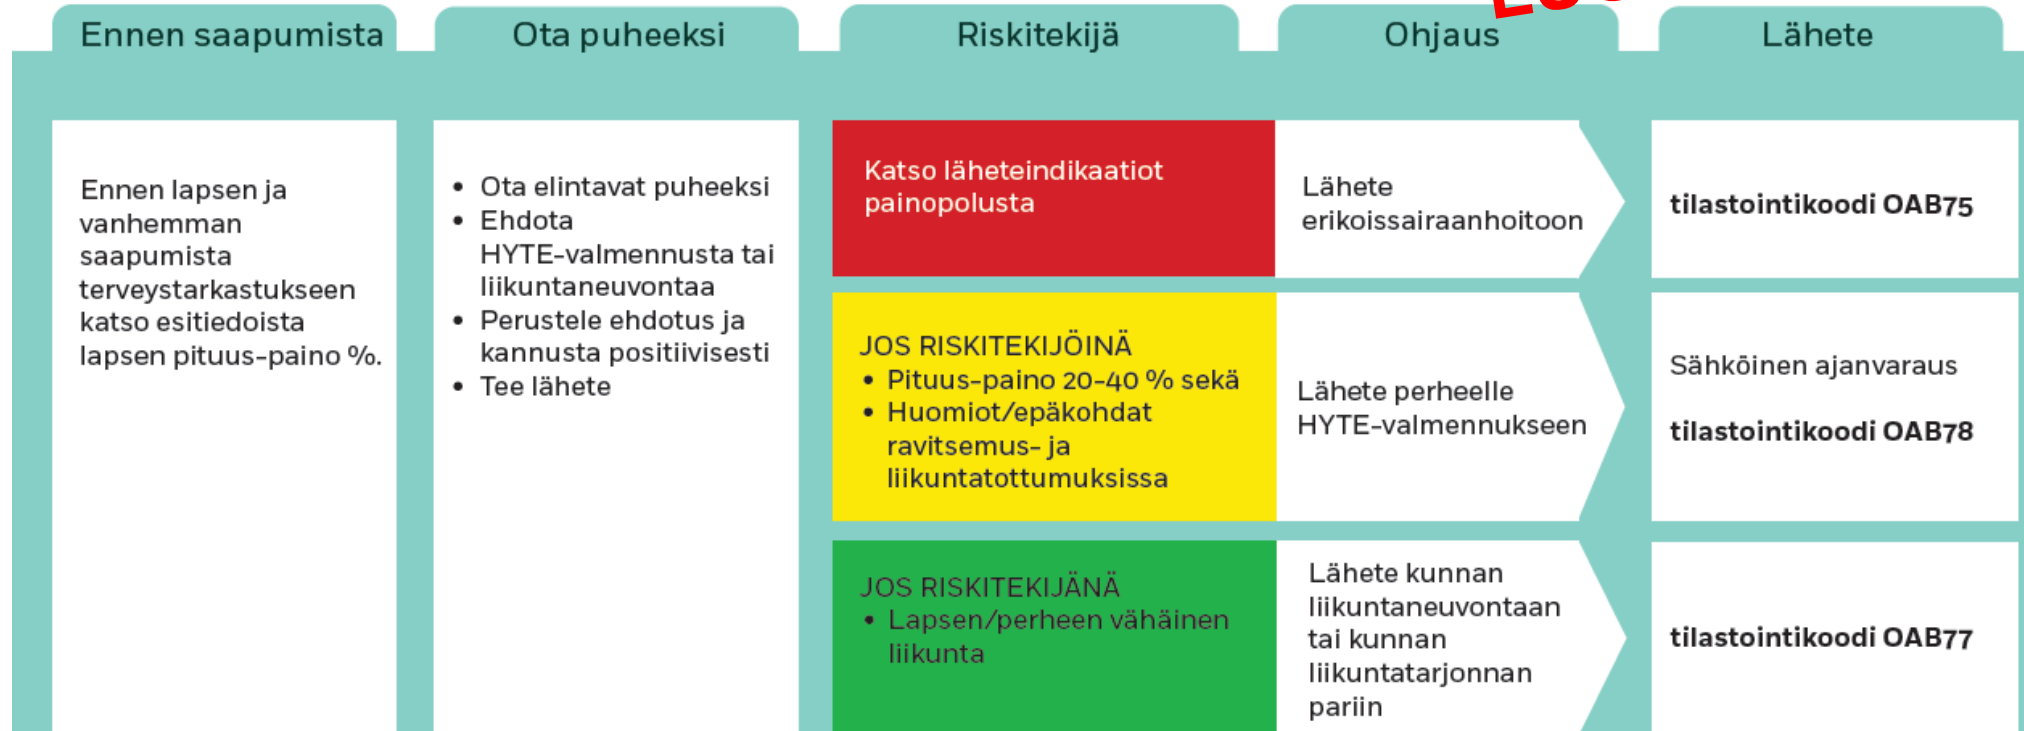 Ennen saapumista
Ota puheeksi
Riskitekijä
Ohjaus
Lähete
Ennen lapsen ja
vanhemman
saapumista
terveystarkastukseen
katso esitiedoista
lapsen pituus-paino %.
• Ota elintavat puheeksi
• Ehdota
HYTE-valmennusta tai
liikuntaneuvontaa
• Perustele ehdotus ja
kannusta positiivisesti
• Tee lähete
Katso läheteindikaatiot
painopolusta
Lähete
erikoissairaanhoitoon
tilastointikoodi OAB75
JOS RISKITEKIJÖINÄ
• Pituus-paino 20-40 % sekä
• Huomiot/epäkohdat
ravitsemus- ja
liikuntatottumuksissa
Lähete perheelle
HYTE-valmennukseen
Sähköinen ajanvaraus
tilastointikoodi OAB78
JOS RISKITEKIJÄNÄ
• Lapsen/perheen vähäinen
liikunta
Lähete kunnan
liikuntaneuvontaan
tai kunnan
liikuntatarjonnan
pariin
tilastointikoodi OAB77